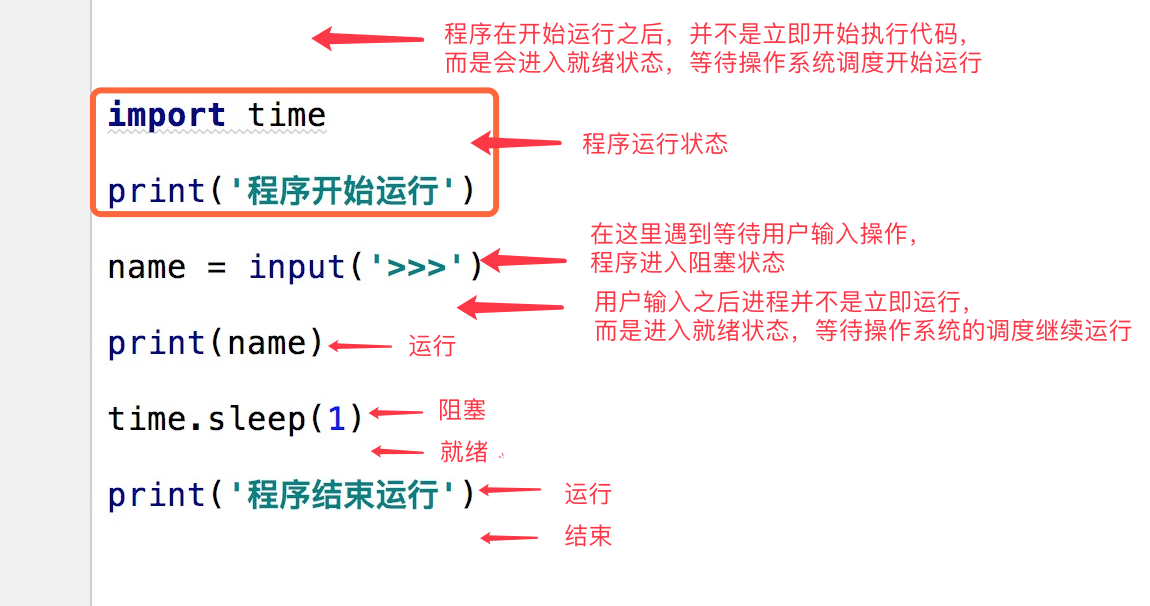 程序在开始运行之后，并不是立即开始执行代码，
而是会进入就绪状态，等待操作系统调度开始运行
import time
程序运行状态
print('程序开始运行')
在这里遇到等待用户输入操作，
程序进入阻塞状态
name = input('>>>')
用户输入之后进程并不是立即运行，
而是进入就绪状态，等待操作系统的调度继续运行
print(name)
运行
time.sleep(1)
阻塞
就绪
print('程序结束运行')
运行
结束